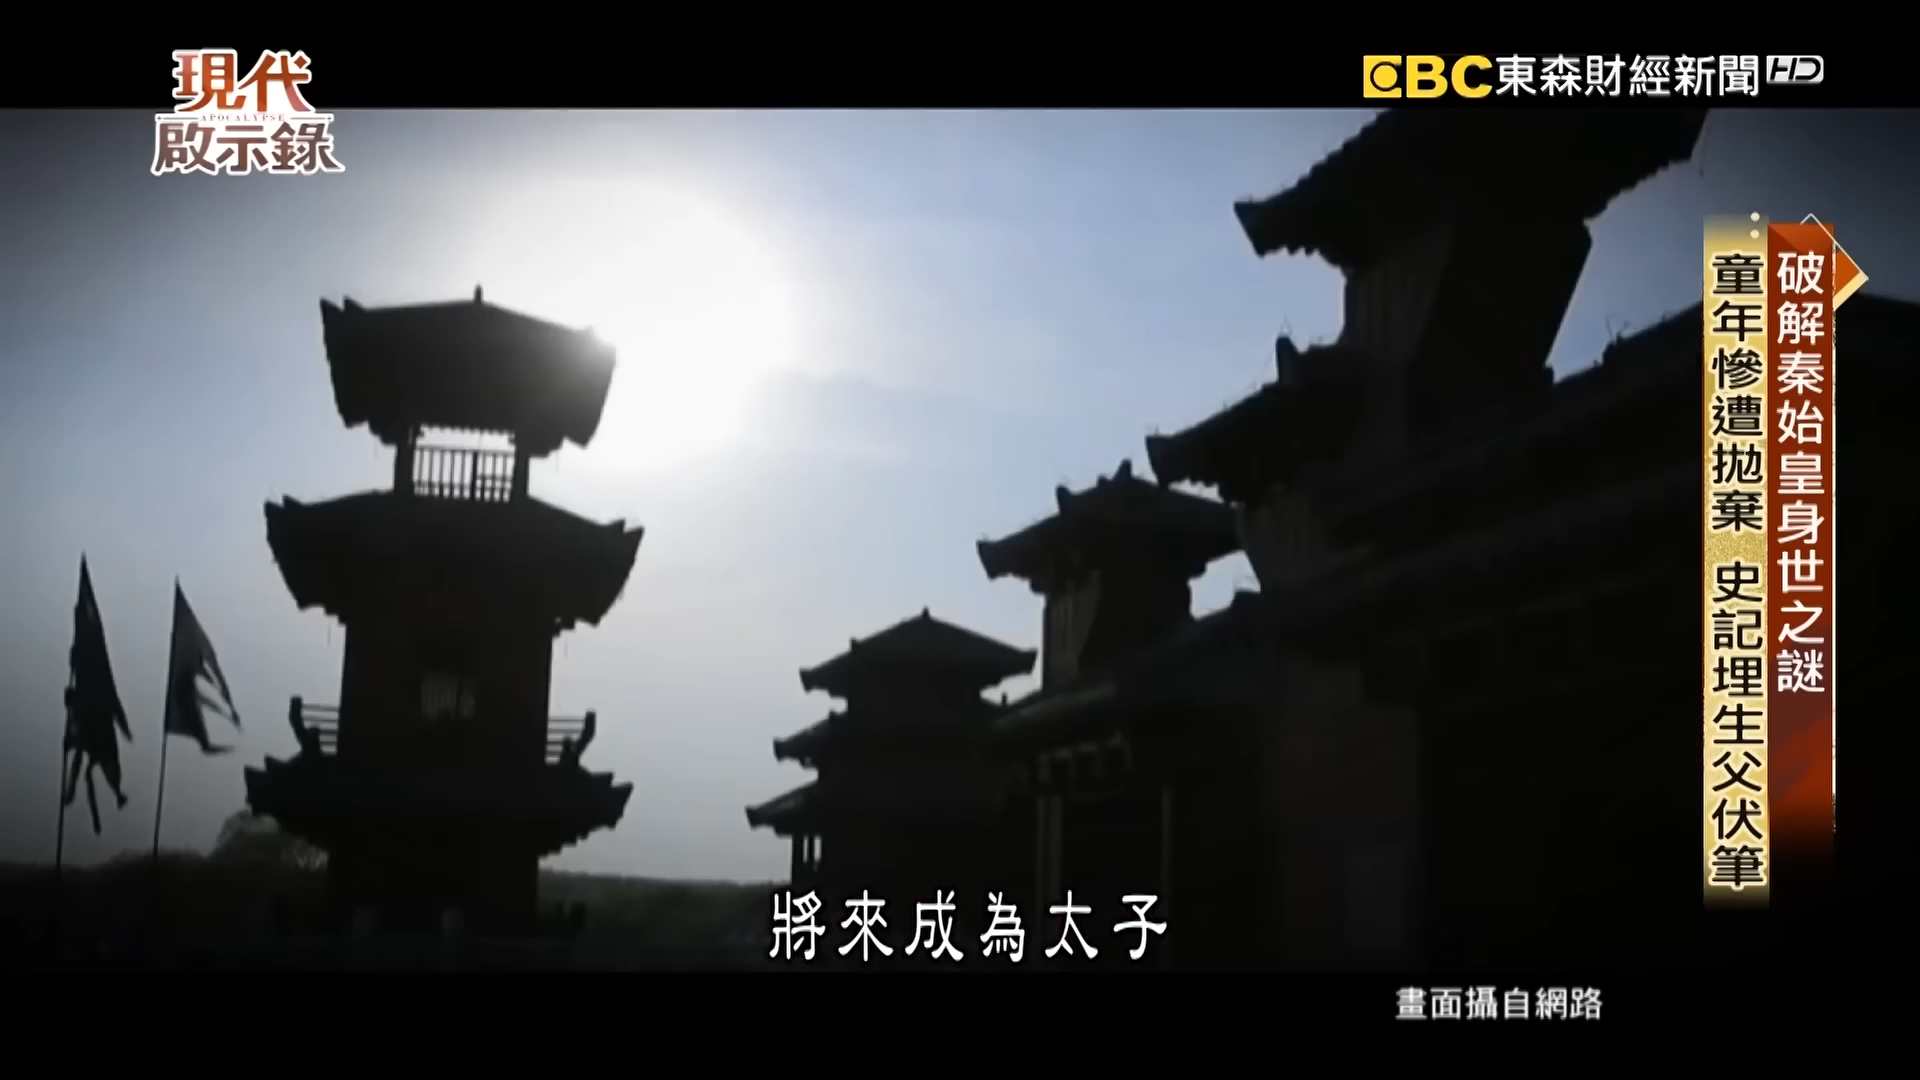 現代
APOCALYPSE
啟示錄
EBC東森財經新聞HD
破解秦始皇身世之謎
童年慘遭拋棄 史記埋生父伏筆
將來成為太子
畫面攝自網路